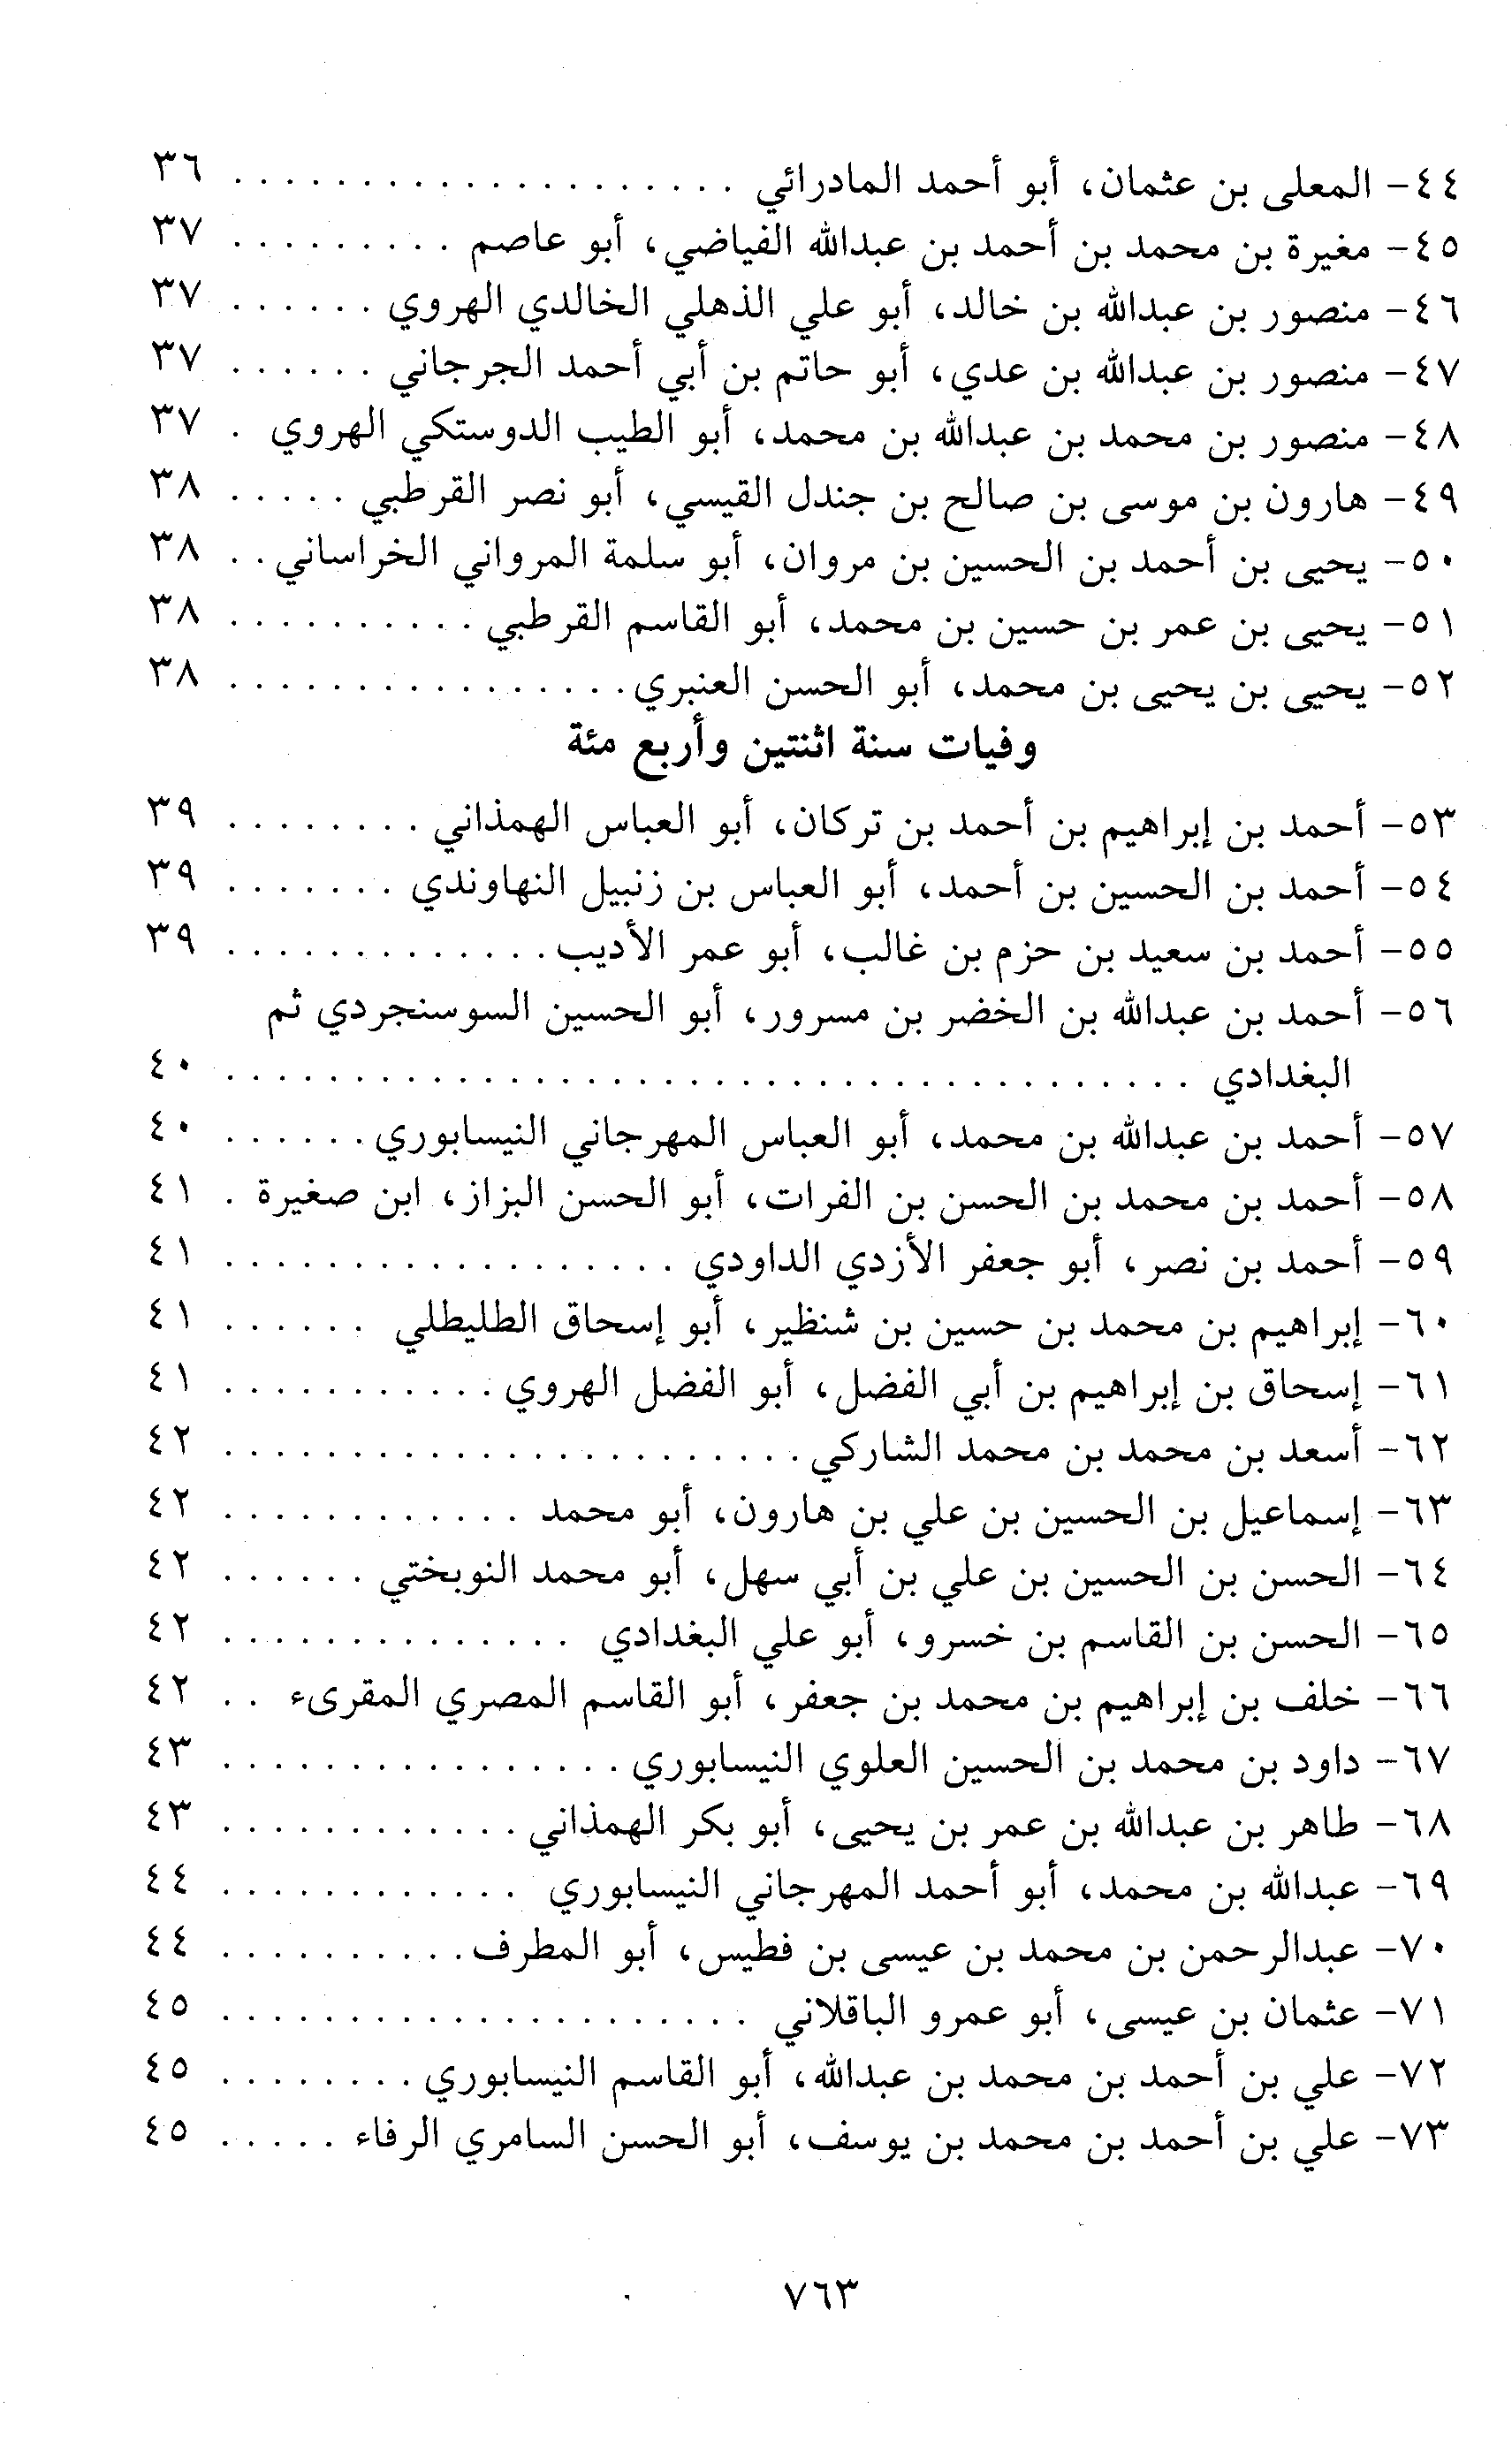 ٤٤- المعلى بن عثمان، أبو أحمد المادرائي . . . . . . . . . . . . . . . . . . . . ٣٦
٤٥- مغيرة بن محمد بن أحمد بن عبدالله الفياضي، أبو عاصم . . . . . . . . . ٣٧
٤٦- منصور بن عبدالله بن خالد، أبو علي الذهلي الخالدي الهروي . . . . . . ٣٧
٤٧- منصور بن عبدالله بن عدي، أبو حاتم بن أبي أحمد الجرجاني . . . . . . ٣٧
٤٨- منصور بن محمد بن عبدالله بن محمد، أبو الطيب الدوستكي الهروي . ٣٧
٤٩- هارون بن موسى بن صالح بن جندل القيسي، أبو نصر القرطبي . . . . . ٣٨
٥٠- يحيى بن أحمد بن الحسين بن مروان، أبو سلمة المرواني الخراساني . . ٣٨
٥١- يحيى بن عمر بن حسين بن محمد، أبو القاسم القرطبي . . . . . . . . . . ٣٨
٥٢- يحيى بن يحيى بن محمد، أبو الحسن العنبري . . . . . . . . . . . . . . . . ٣٨
وفيات سنة اثنتين وأربع مئة
٥٣- أحمد بن إبراهيم بن أحمد بن تركان، أبو العباس الهمذاني . . . . . . . . ٣٩
٥٤- أحمد بن الحسين بن أحمد، أبو العباس بن زنبيل النهاوندي . . . . . . . ٣٩
٥٥- أحمد بن سعيد بن حزم بن غالب، أبو عمر الأديب . . . . . . . . . . . . . ٣٩
٥٦- أحمد بن عبدالله بن الخضر بن مسرور، أبو الحسين السوسنجردي ثم
البغدادي . . . . . . . . . . . . . . . . . . . . . . . . . . . . . . . . . . . . . . ٤٠
٥٧- أحمد بن عبدالله بن محمد، أبو العباس المهرجاني النيسابوري . . . . . . ٤٠
٥٨- أحمد بن محمد بن الحسن بن الفرات، أبو الحسن البزاز، ابن صغيرة . ٤١
٥٩- أحمد بن نصر، أبو جعفر الأزدي الداودي . . . . . . . . . . . . . . . . . . ٤١
٦٠- إبراهيم بن محمد بن حسين بن شنظير، أبو إسحاق الطليطلي . . . . . . ٤١
٦١- إسحاق بن إبراهيم بن أبي الفضل، أبو الفضل الهروي . . . . . . . . . . . ٤١
٦٢- أسعد بن محمد بن محمد الشاركي . . . . . . . . . . . . . . . . . . . . . . . ٤٢
٦٣- إسماعيل بن الحسين بن علي بن هارون، أبو محمد . . . . . . . . . . . . ٤٢
٦٤- الحسن بن الحسين بن علي بن أبي سهل، أبو محمد النوبختي . . . . . . ٤٢
٦٥- الحسن بن القاسم بن خسرو، أبو علي البغدادي . . . . . . . . . . . . . . ٤٢
٦٦- خلف بن إبراهيم بن محمد بن جعفر، أبو القاسم المصري المقرىء . . ٤٢
٦٧- داود بن محمد بن الحسين العلوي النيسابوري . . . . . . . . . . . . . . . . ٤٣
٦٨- طاهر بن عبدالله بن عمر بن يحيى، أبو بكر الهمذاني . . . . . . . . . . . . ٤٣
٦٩- عبدالله بن محمد، أبو أحمد المهرجاني النيسابوري . . . . . . . . . . . . ٤٤
٧٠- عبدالرحمن بن محمد بن عيسى بن فطيس، أبو المطرف . . . . . . . . . . ٤٤
٧١- عثمان بن عيسى، أبو عمرو الباقلاني . . . . . . . . . . . . . . . . . . . . . ٤٥
٧٢- علي بن أحمد بن محمد بن عبدالله، أبو القاسم النيسابوري . . . . . . . . ٤٥
٧٣- علي بن أحمد بن محمد بن يوسف، أبو الحسن السامري الرفاء . . . . . ٤٥
٧٦٣